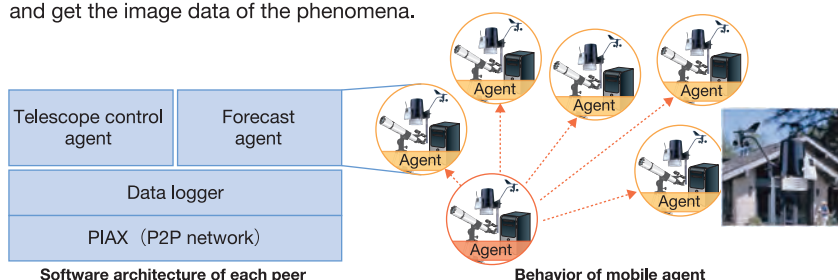 and get the image data of the phenomena.
Telescope control
agent
Forecast
agent
Data logger
PIAX（P2P network）
Software architecture of each peer
Agent
Agent
Agent
Agent
Agent
Agent
Behavior of mobile agent